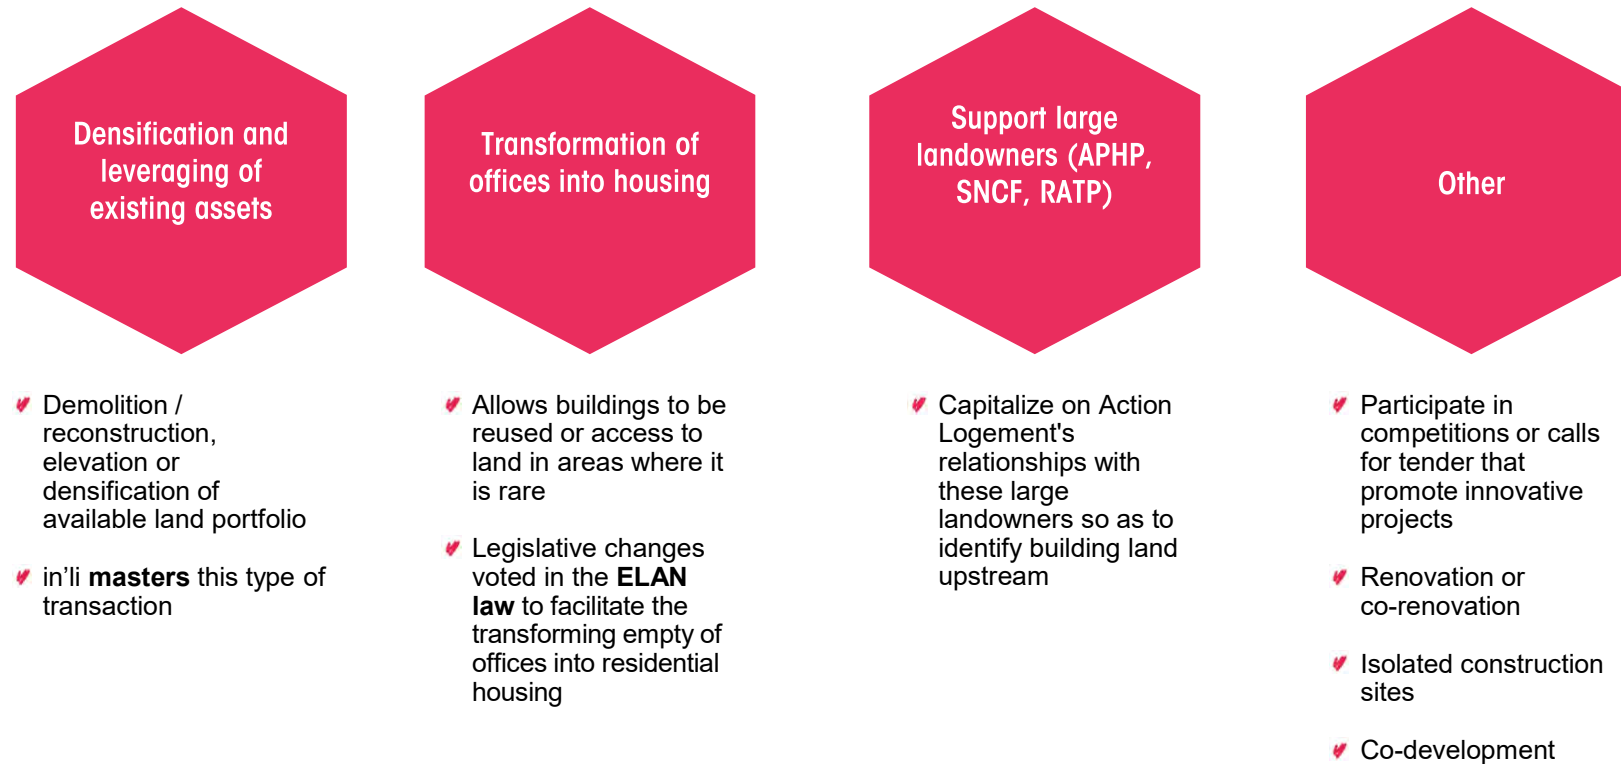 Densification and
leveraging of
existing assets
Transformation of
offices into housing
Support large
landowners (APHP,
SNCF, RATP)
Other
Demolition /
reconstruction,
elevation or
densification of
available land portfolio
in’li masters this type of
transaction
Allows buildings to be
reused or access to
land in areas where it
is rare
Legislative changes
voted in the ELAN
law to facilitate the
transforming empty of
offices into residential
housing
Capitalize on Action
Logement's
relationships with
these large
landowners so as to
identify building land
upstream
Participate in
competitions or calls
for tender that
promote innovative
projects
Renovation or
co-renovation
Isolated construction
sites
Co-development